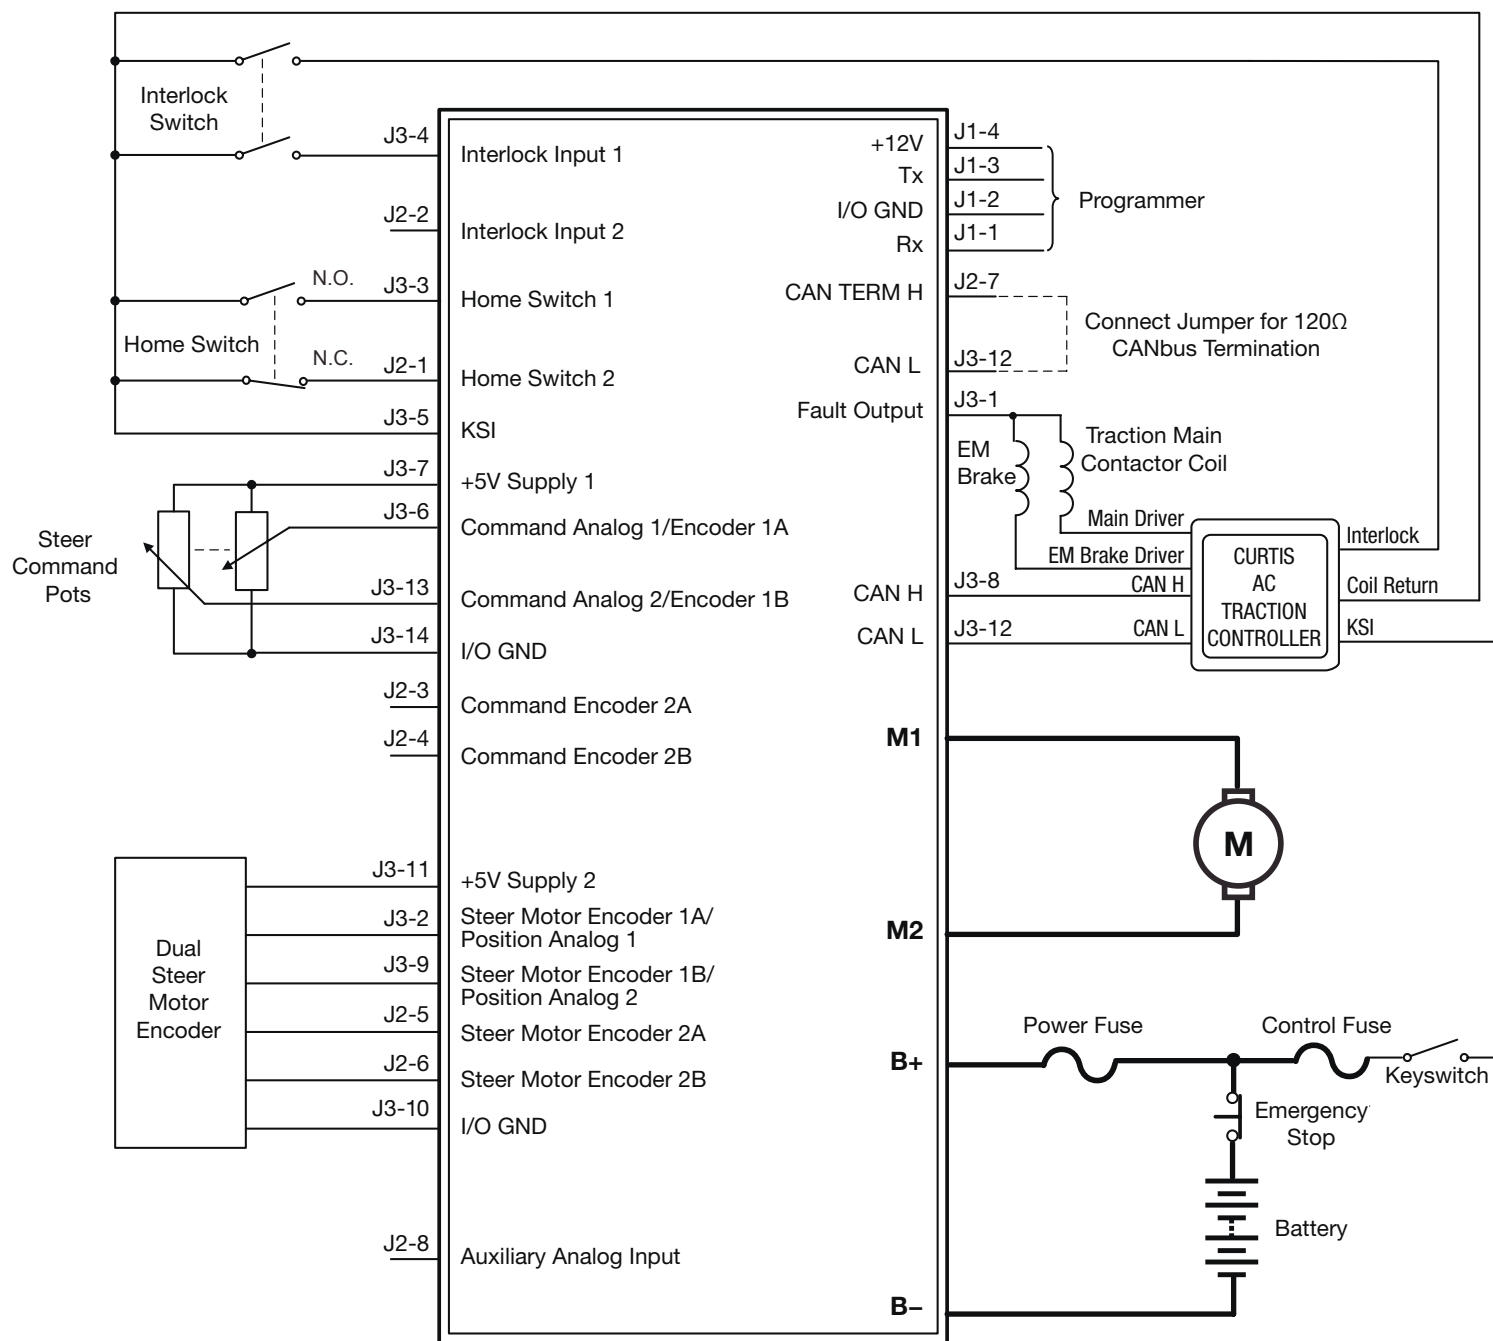 Interlock
Switch
J3-4
Interlock Input 1
J2-2
Interlock Input 2
N.O.
J3-3
Home Switch 1
Home Switch
N.C.
J2-1
Home Switch 2
J3-5
KSI
J3-7
+5V Supply 1
J3-6
Command Analog 1/Encoder 1A
Steer
Command
Pots
J3-13
Command Analog 2/Encoder 1B
J3-14
I/O GND
J2-3
Command Encoder 2A
J2-4
Command Encoder 2B
Dual
Steer
Motor
Encoder
J3-11
+5V Supply 2
J3-2
Steer Motor Encoder 1A/
Position Analog 1
J3-9
Steer Motor Encoder 1B/
Position Analog 2
J2-5
Steer Motor Encoder 2A
J2-6
Steer Motor Encoder 2B
J3-10
I/O GND
J2-8
Auxiliary Analog Input
+12V
J1-4
Tx
J1-3
I/O GND
J1-2
Rx
J1-1
Programmer
CAN TERM H
J2-7
Connect Jumper for 120Ω
CANbus Termination
CAN L
J3-12
Fault Output
J3-1
EM
Brake
Traction Main
Contactor Coil
Main Driver
EM Brake Driver
CAN H
J3-8
CAN H
CAN L
J3-12
CAN L
CURTIS
AC
TRACTION
CONTROLLER
Interlock
Coil Return
KSI
M1
M
M2
B+
Power Fuse
Control Fuse
Keyswitch
Emergency
Stop
Battery
B–